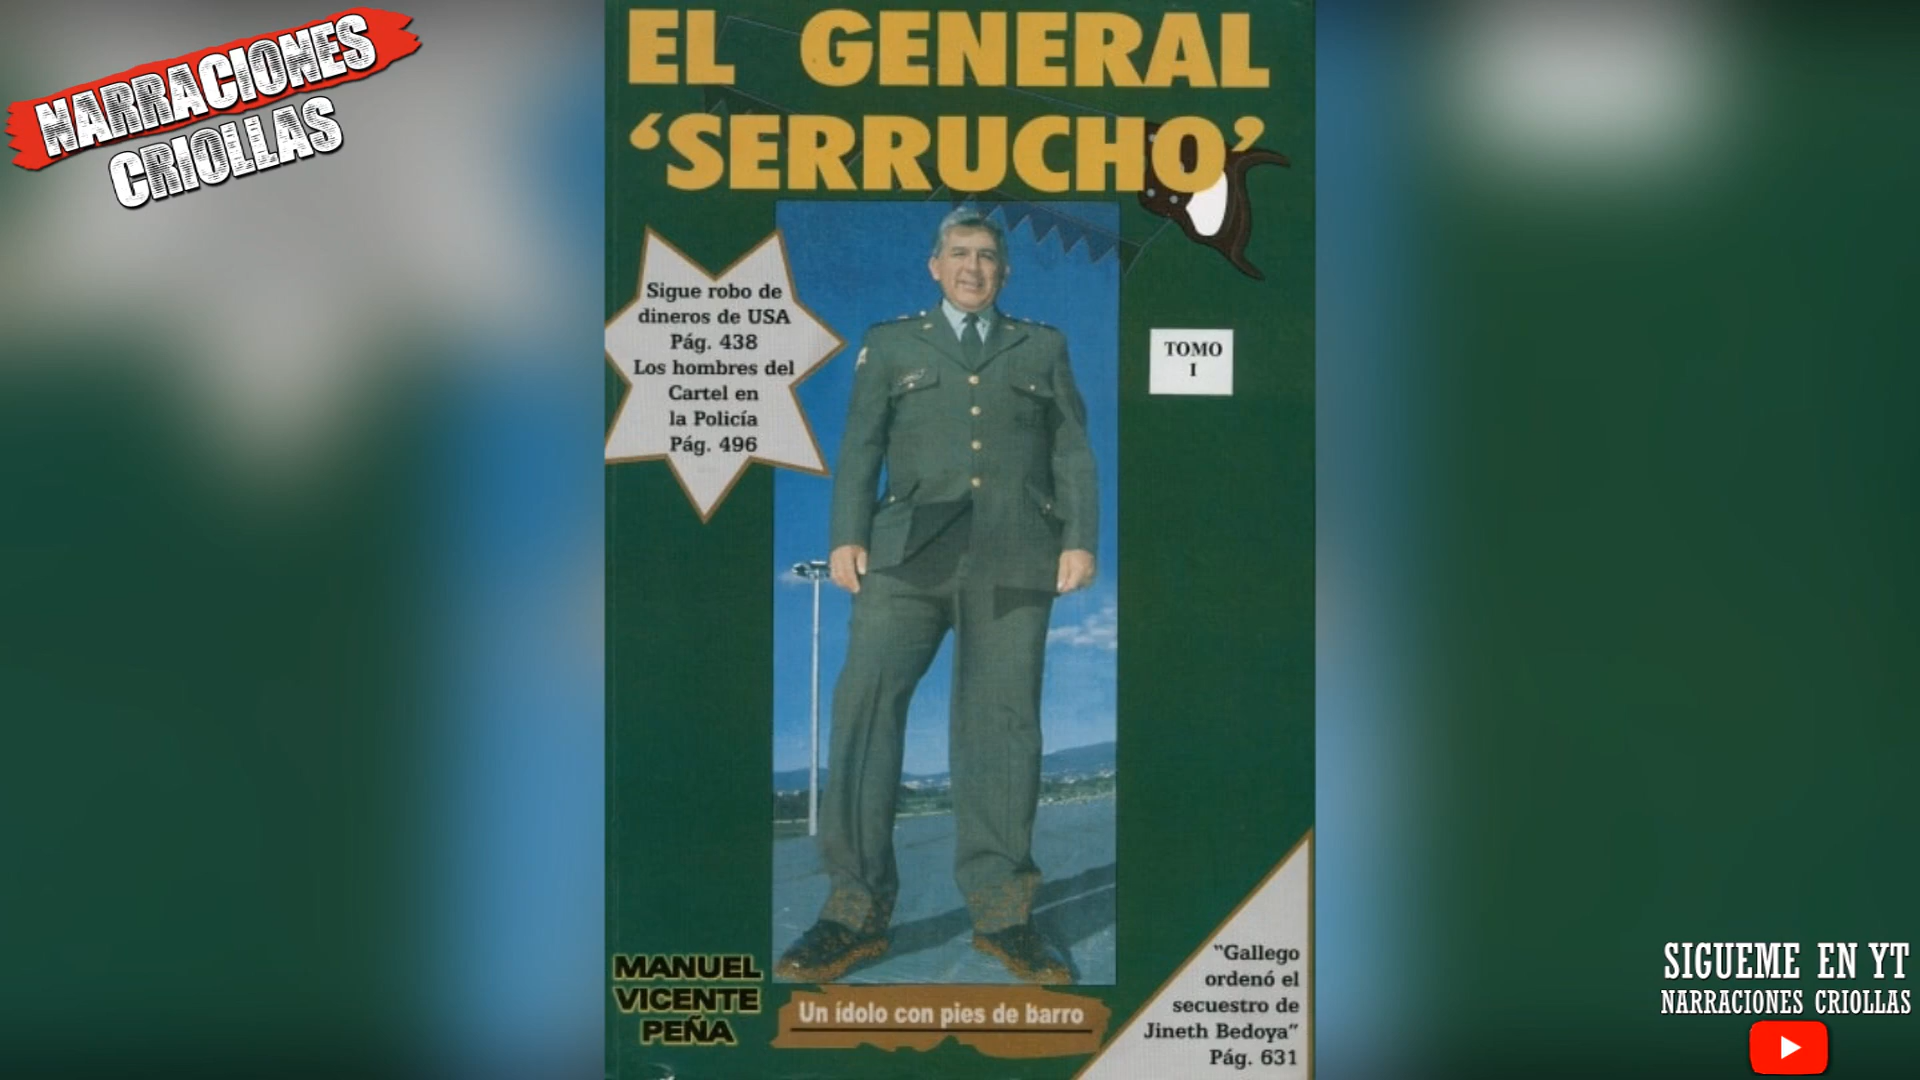 NARRACIONES
CRIOLLAS
EL GENERAL
‘SERRUCHO’
Sigue robo de
dineros de USA
Pág. 438
Los hombres del
Cartel en
la Policía
Pág. 496
TOMO
I
MANUEL
VICENTE
PEÑA
Un ídolo con pies de barro
"Gallego
ordenó el
secuestro de
Jineth Bedoya"
Pág. 631
SIGUEME EN YT
NARRACIONES CRIOLLAS